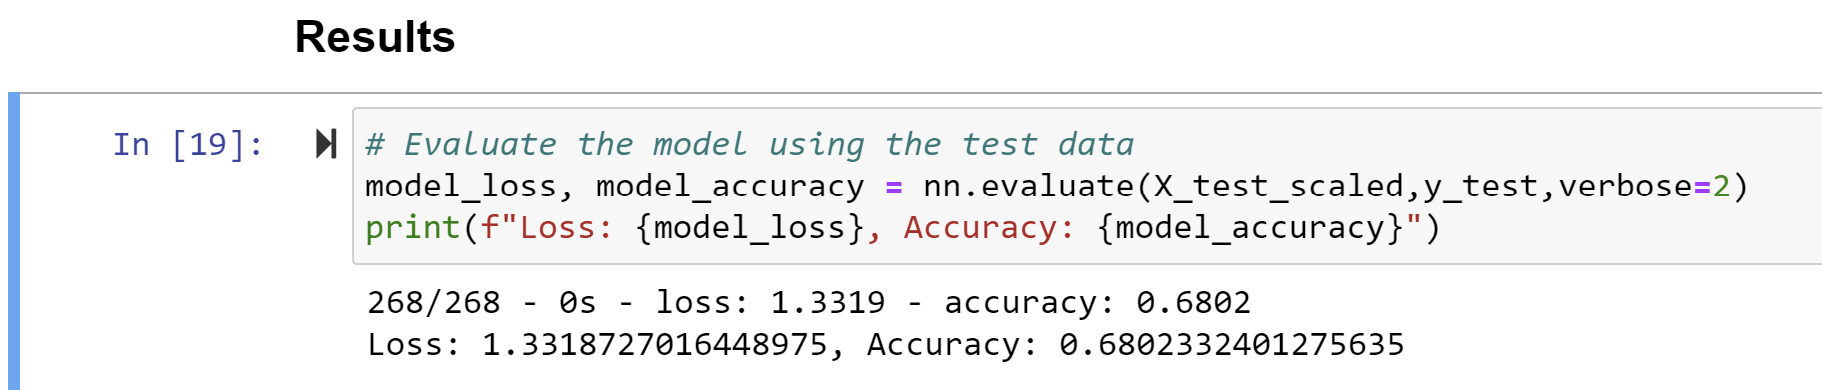 Results
In [19]:
# Evaluate the model using the test data
model_loss, model_accuracy = nn.evaluate(X_test_scaled,y_test,verbose=2)
print(f"Loss: {model_loss}, Accuracy: {model_accuracy}")
268/268 - 0s - loss: 1.3319 - accuracy: 0.6802
Loss: 1.3318727016448975, Accuracy: 0.6802332401275635